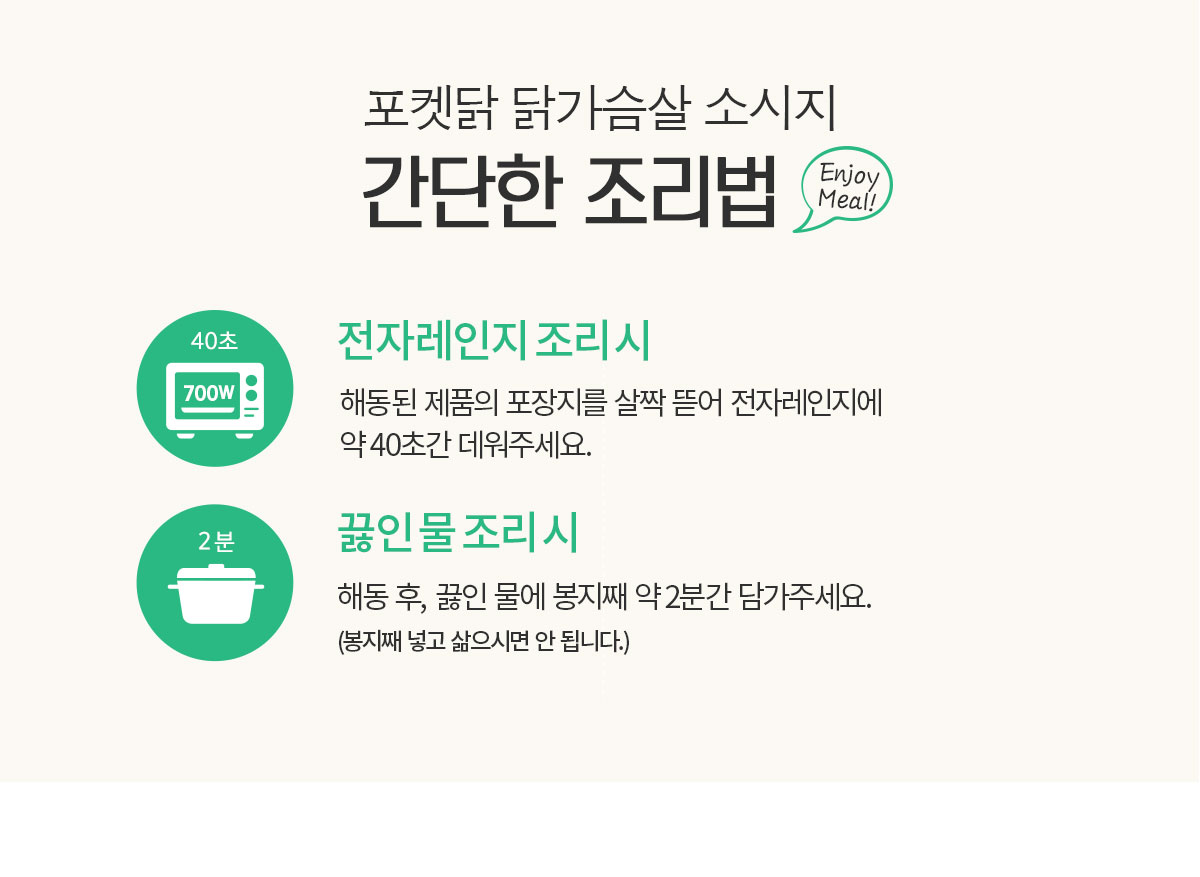 포켓닭 닭가슴살 소시지
간단한 조리법
Enjoy
Meal!
40초
700W
전자레인지 조리 시
해동된 제품의 포장지를 살짝 뜯어 전자레인지에
약 40초간 데워주세요.
2분
끓인 물 조리 시
해동 후, 끓인 물에 봉지째 약 2분간 담가주세요.
(봉지째 넣고 삶으시면 안 됩니다.)